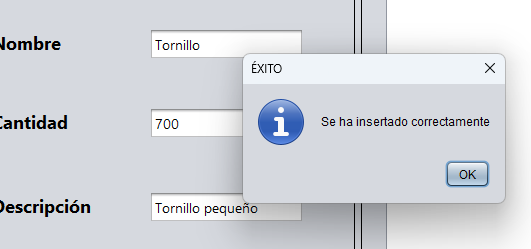 Nombre
Tornillo
ÉXITO
Se ha insertado correctamente
Cantidad
700
OK
Descripción
Tornillo pequeño